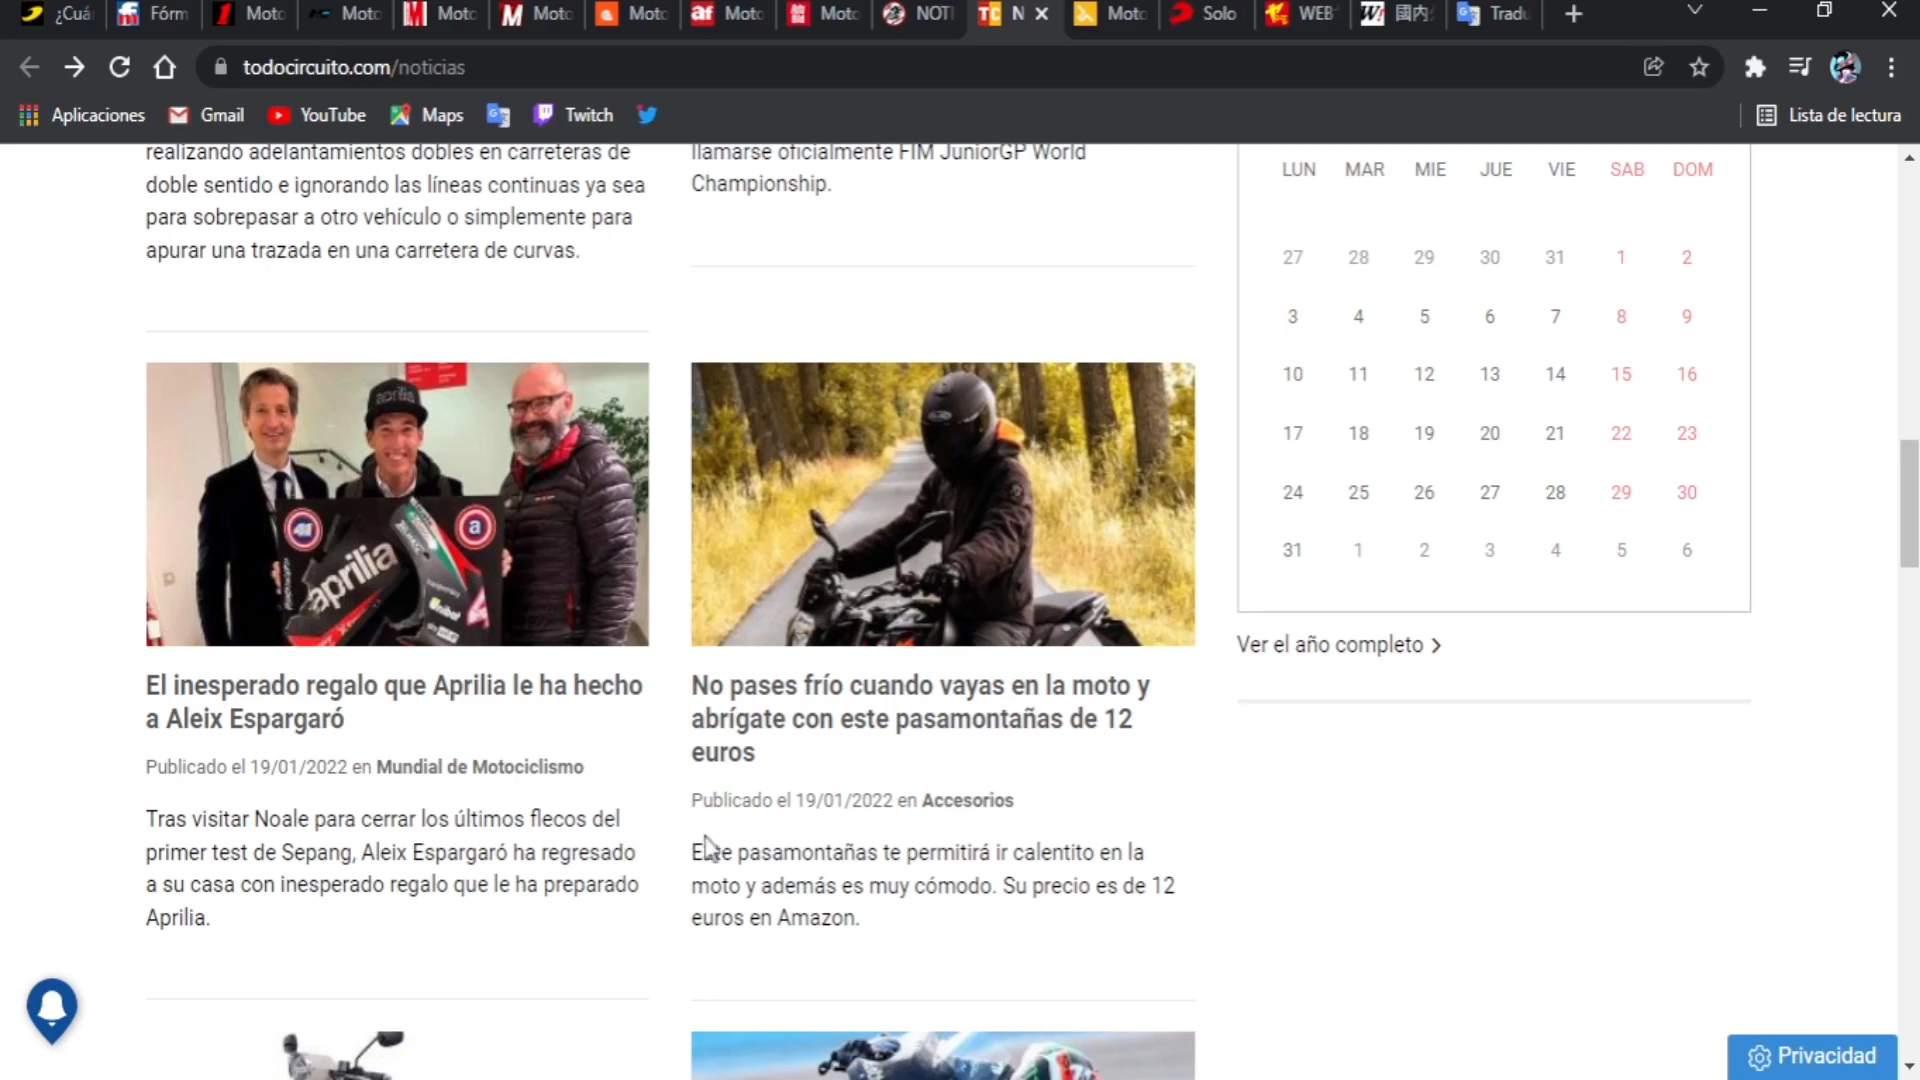 ¿Cuá
Fórm
Moto
Moto
Moto
Moto
Moto
Moto
Moto
NOTI
N
Moto
Solo
WEB
國内
Tradu
todocircuito.com/noticias
Aplicaciones
Gmail
YouTube
Maps
Twitch
Lista de lectura
realizando adelantamientos dobles en carreteras de
doble sentido e ignorando las líneas continuas ya sea
para sobrepasar a otro vehículo o simplemente para
apurar una trazada en una carretera de curvas.
llamarse oficialmente FIM JuniorGP World
Championship.
LUN MAR MIE JUE VIE SAB DOM
27 28 29 30 31 1 2
3 4 5 6 7 8 9
10 11 12 13 14 15 16
17 18 19 20 21 22 23
24 25 26 27 28 29 30
31 1 2 3 4 5 6
Ver el año completo
aprilia
41
a
aprilia
El inesperado regalo que Aprilia le ha hecho
a Aleix Espargaró
Publicado el 19/01/2022 en Mundial de Motociclismo
Tras visitar Noale para cerrar los últimos flecos del
primer test de Sepang, Aleix Espargaró ha regresado
a su casa con inesperado regalo que le ha preparado
Aprilia.
No pases frío cuando vayas en la moto y
abrígate con este pasamontañas de 12
euros
Publicado el 19/01/2022 en Accesorios
Este pasamontañas te permitirá ir calentito en la
moto y además es muy cómodo. Su precio es de 12
euros en Amazon.
Privacidad